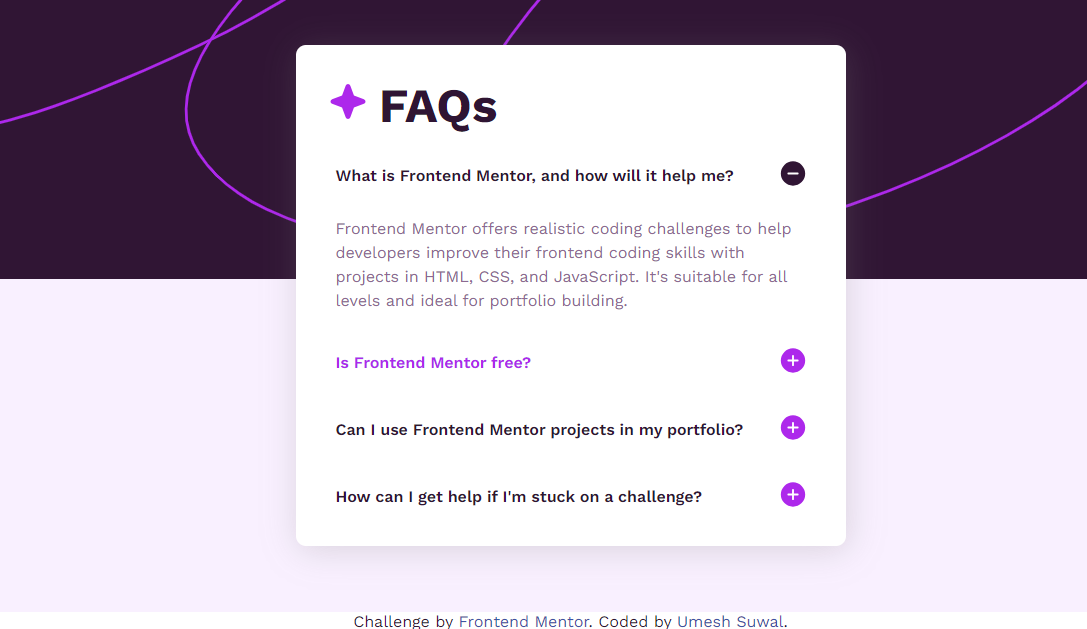 FAQs
What is Frontend Mentor, and how will it help me?
Frontend Mentor offers realistic coding challenges to help
developers improve their frontend coding skills with
projects in HTML, CSS, and JavaScript. It's suitable for all
levels and ideal for portfolio building.
Is Frontend Mentor free?
Can I use Frontend Mentor projects in my portfolio?
How can I get help if I'm stuck on a challenge?
Challenge by Frontend Mentor. Coded by Umesh Suwal.